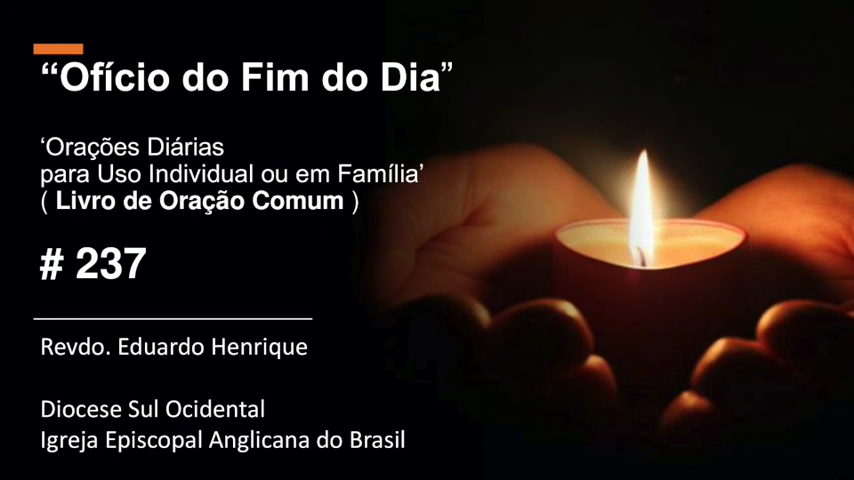 “Ofício do Fim do Dia”
‘Orações Diárias
para Uso Individual ou em Família’
( Livro de Oração Comum )
# 237
Revdo. Eduardo Henrique
Diocese Sul Ocidental
Igreja Episcopal Anglicana do Brasil